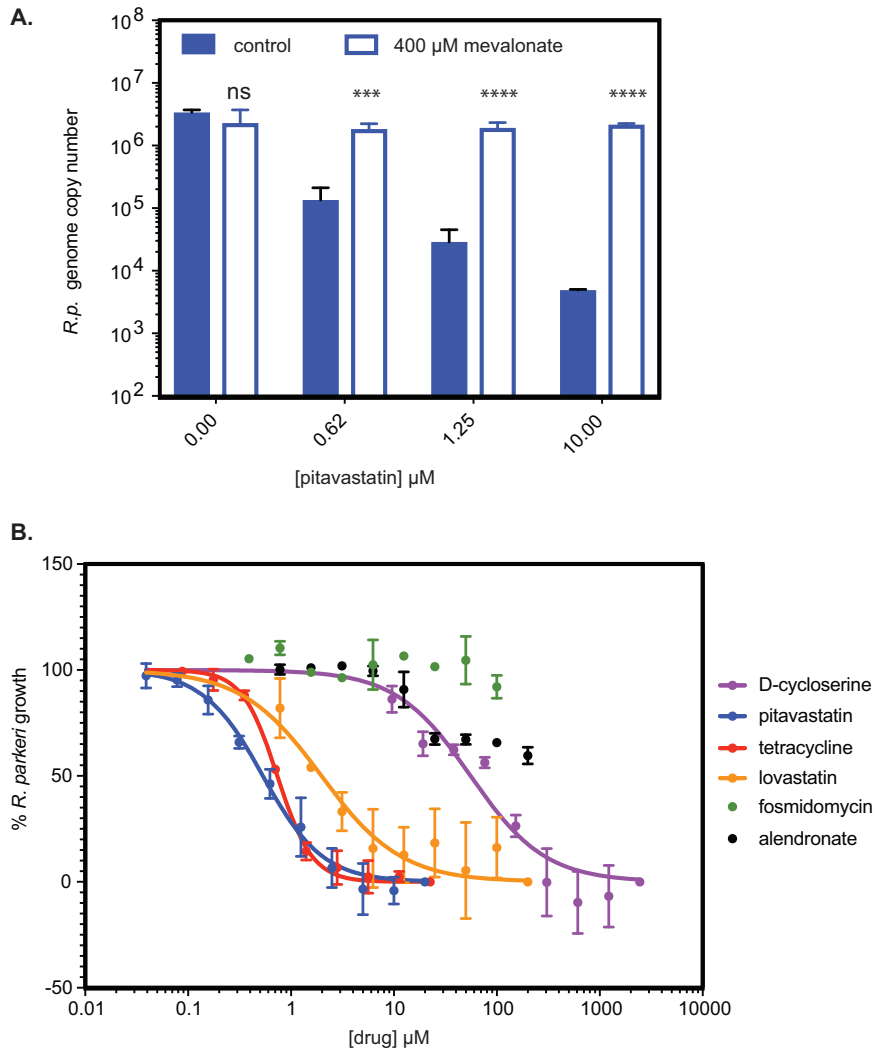 A.
control
400 µM mevalonate
R.p. genome copy number
10^8
10^7
10^6
10^5
10^4
10^3
10^2
ns
***
****
****
0.00
0.62
1.25
10.00
[pitavastatin] µM
B.
% R. parkeri growth
150
100
50
0
-50
0.01
0.1
1
10
100
1000
10000
[drug] µM
D-cycloserine
pitavastatin
tetracycline
lovastatin
fosmidomycin
alendronate